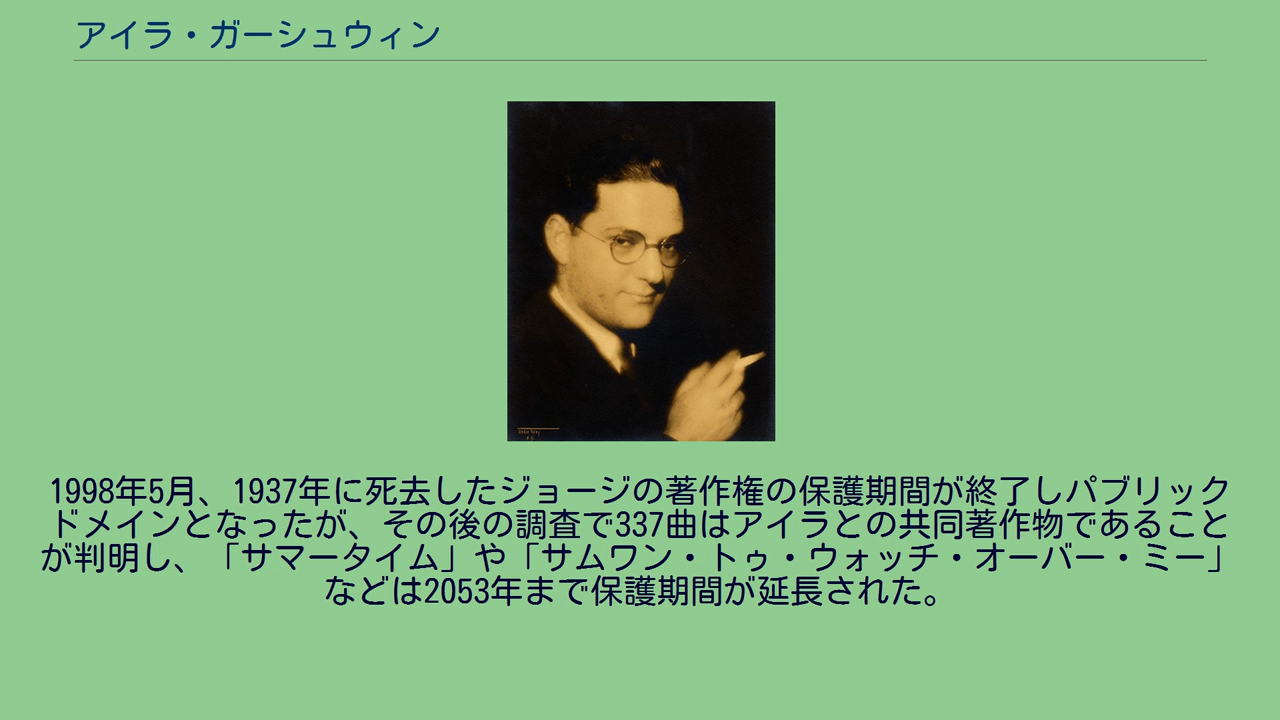 アイラ・ガーシュウィン
1998年5月、1937年に死去したジョージの著作権の保護期間が終了しパブリック
ドメインとなったが、その後の調査で337曲はアイラとの共同著作物であること
が判明し、「サマータイム」や「サムワン・トゥ・ウォッチ・オーバー・ミー」
などは2053年まで保護期間が延長された。